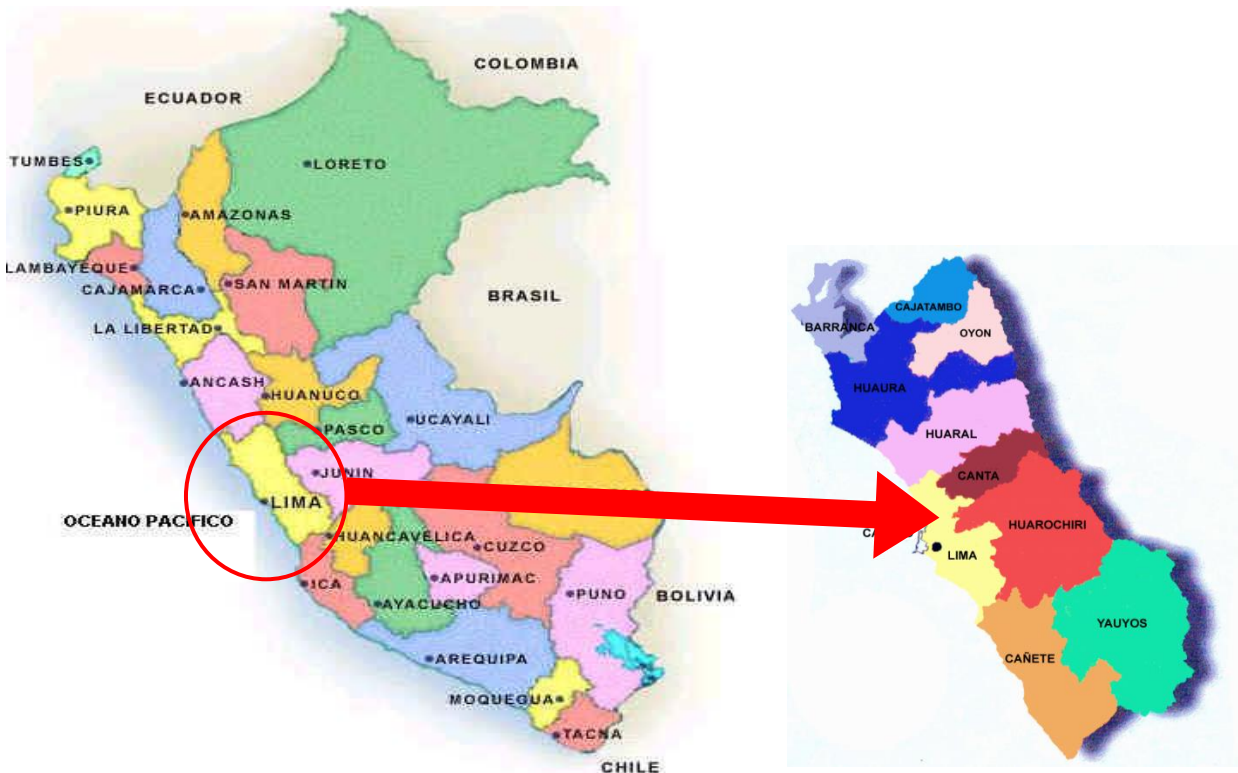 COLOMBIA
ECUADOR
TUMBES
LORETO
PIURA
AMAZONAS
LAMBAYEQUE
CAJAMARCA
SAN MARTIN
BRASIL
LA LIBERTAD
ANCASH
HUANUCO
UCAYALI
PASCO
JUNIN
LIMA
OCEANO PACIFICO
HUANCAVELICA
CUZCO
ICA
APURIMAC
AYACUCHO
PUNO
BOLIVIA
AREQUIPA
MOQUEGUA
TACNA
CHILE
CAJATAMBO
BARRANCA
OYON
HUAURA
HUARAL
CANTA
HUAROCHIRI
LIMA
YAUYOS
CAÑETE